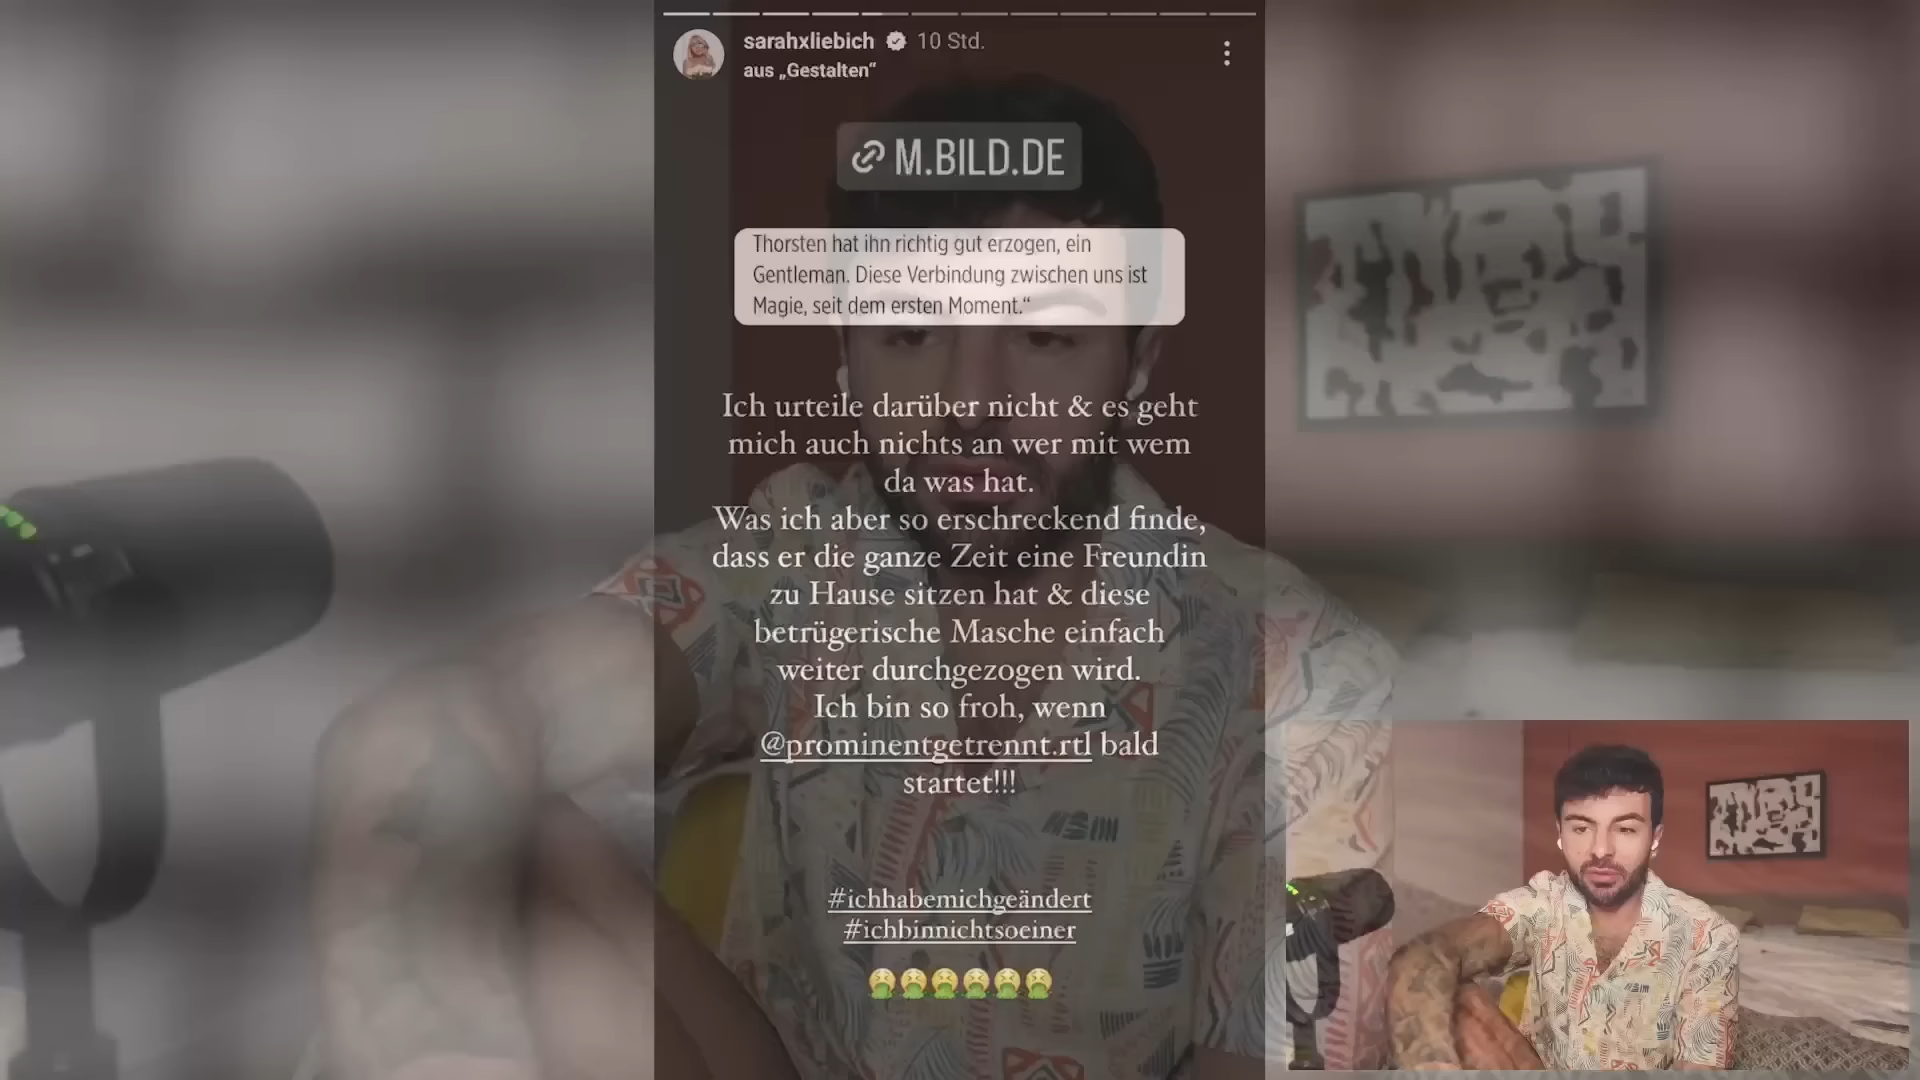 sarahxliebich 10 Std.
aus „Gestalten“
M.BILD.DE
Thorsten hat ihn richtig gut erzogen, ein
Gentleman. Diese Verbindung zwischen uns ist
Magie, seit dem ersten Moment.“
Ich urteile darüber nicht & es geht
mich auch nichts an wer mit wem
da was hat.
Was ich aber so erschreckend finde,
dass er die ganze Zeit eine Freundin
zu Hause sitzen hat & diese
betrügerische Masche einfach
weiter durchgezogen wird.
Ich bin so froh, wenn
@prominentgetrennt.rtl bald
startet!!!
#ichhabemichgeändert
#ichbinnichtsoeiner